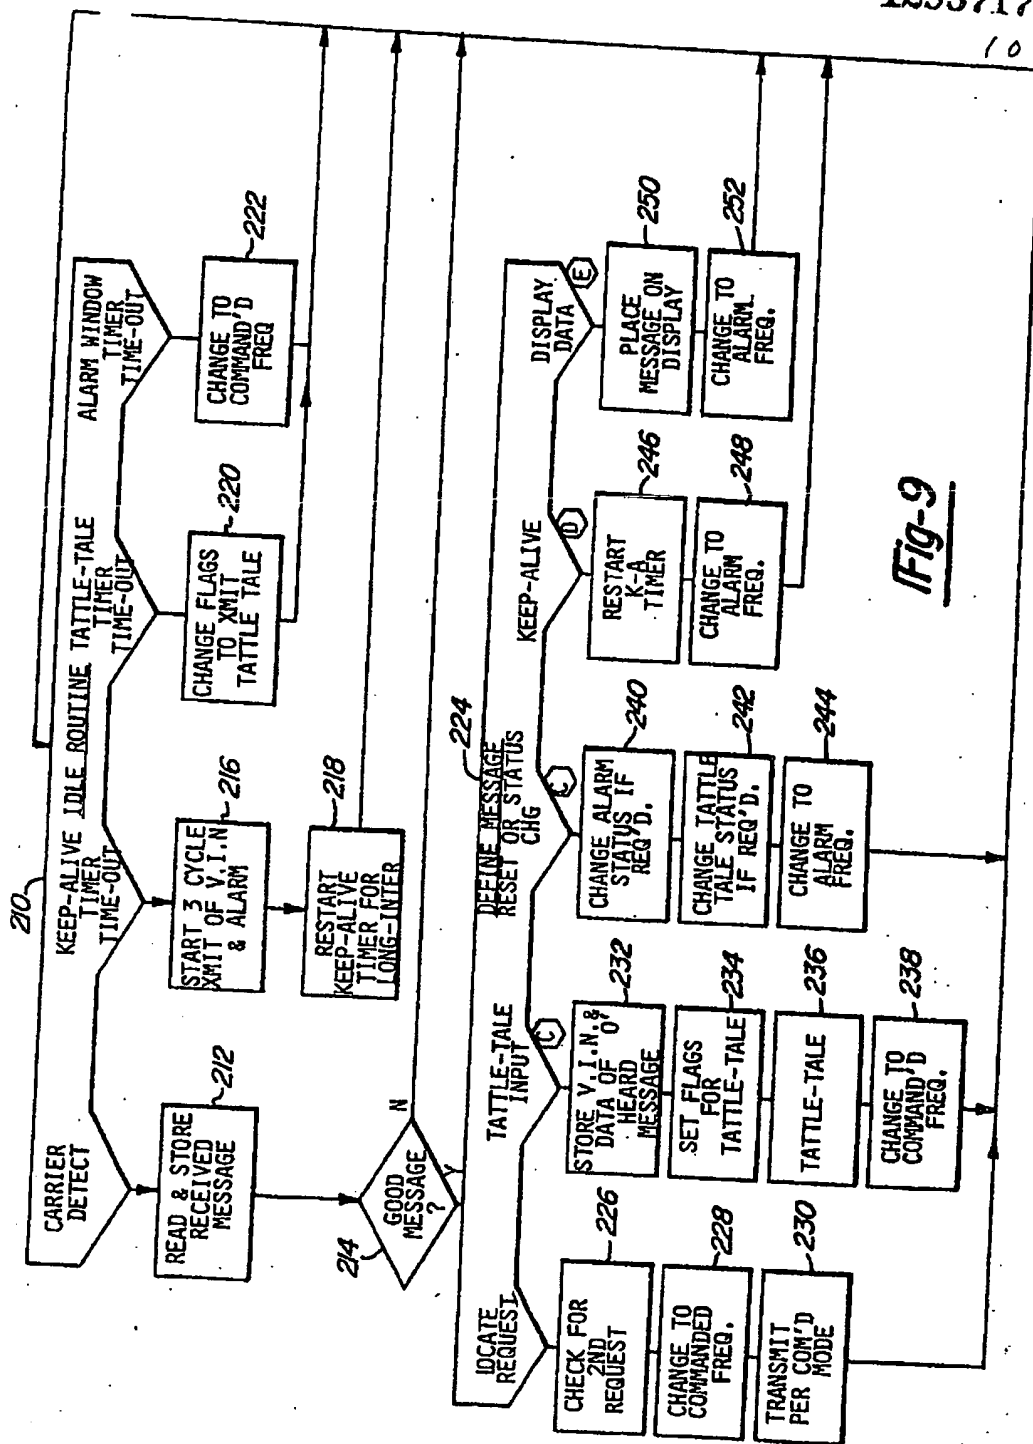 1233717
10
210
IDLE ROUTINE
CARRIER
DETECT
KEEP-ALIVE
TIMER
TIME-OUT
TATTLE-TALE
TIMER
TIME-OUT
ALARM WINDOW
TIMER
TIME-OUT
READ & STORE
RECEIVED
MESSAGE
212
START 3 CYCLE
XMIT OF V.I.N
& ALARM
216
RESTART
KEEP-ALIVE
TIMER FOR
LONG-INTER
218
CHANGE FLAGS
TO XMIT
TATTLE TALE
220
CHANGE TO
COMMAND'D
FREQ
222
GOOD
MESSAGE
?
214
N
Y
224
DEFINE MESSAGE
LOCATE
REQUEST
TATTLE-TALE
INPUT
C
RESET OR STATUS
CHG
C
KEEP-ALIVE
D
DISPLAY
DATA
E
CHECK FOR
2ND
REQUEST
226
CHANGE TO
COMMANDED
FREQ.
228
TRANSMIT
PER COM'D
MODE
230
STORE V.I.N.&
DATA OF O'
HEARD
MESSAGE
232
SET FLAGS
FOR
TATTLE-TALE
234
TATTLE-TALE
236
CHANGE TO
COMMAND'D
FREQ.
238
CHANGE ALARM
STATUS IF
REQ'D.
240
CHANGE TATTLE
TALE STATUS
IF REQ'D.
242
CHANGE TO
ALARM
FREQ.
244
RESTART
K-A
TIMER
246
CHANGE TO
ALARM
FREQ.
248
PLACE
MESSAGE ON
DISPLAY
250
CHANGE TO
ALARM
FREQ.
252
Fig-9